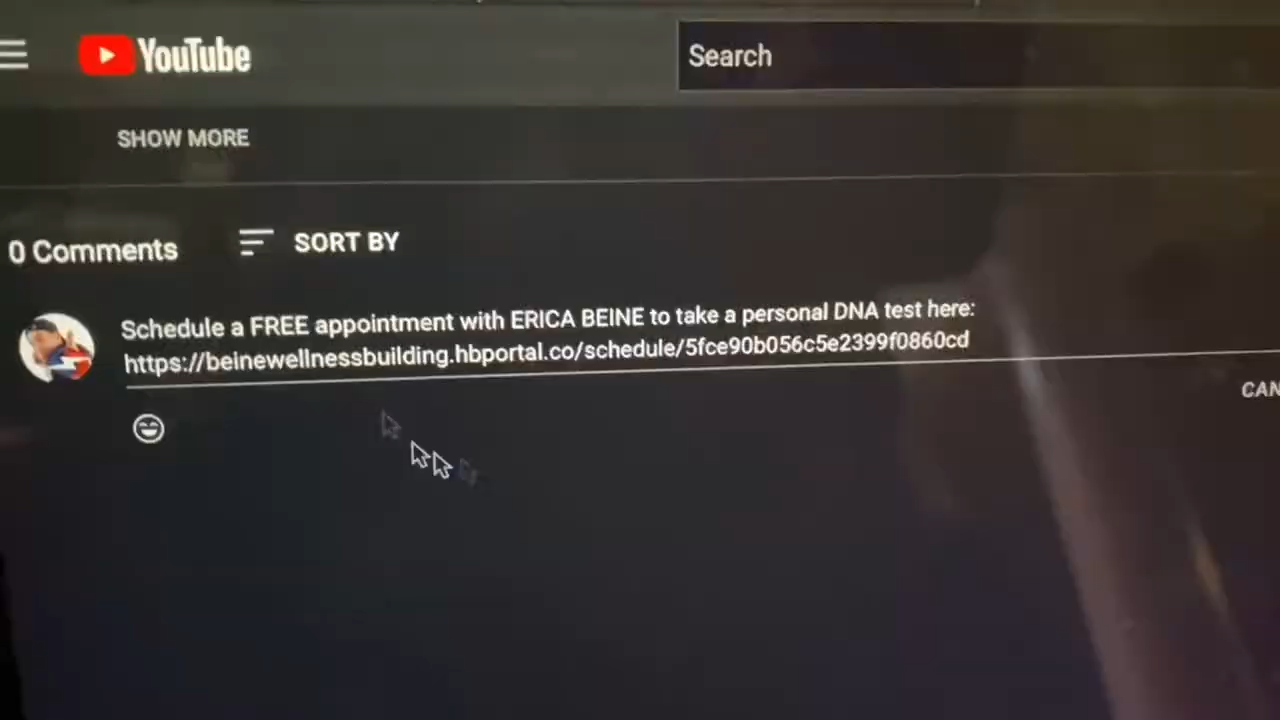 YouTube
Search
SHOW MORE
0 Comments
SORT BY
Schedule a FREE appointment with ERICA BEINE to take a personal DNA test here:
https://beinewellnessbuilding.hbportal.co/schedule/5fce90b056c5e2399f0860cd
CAN